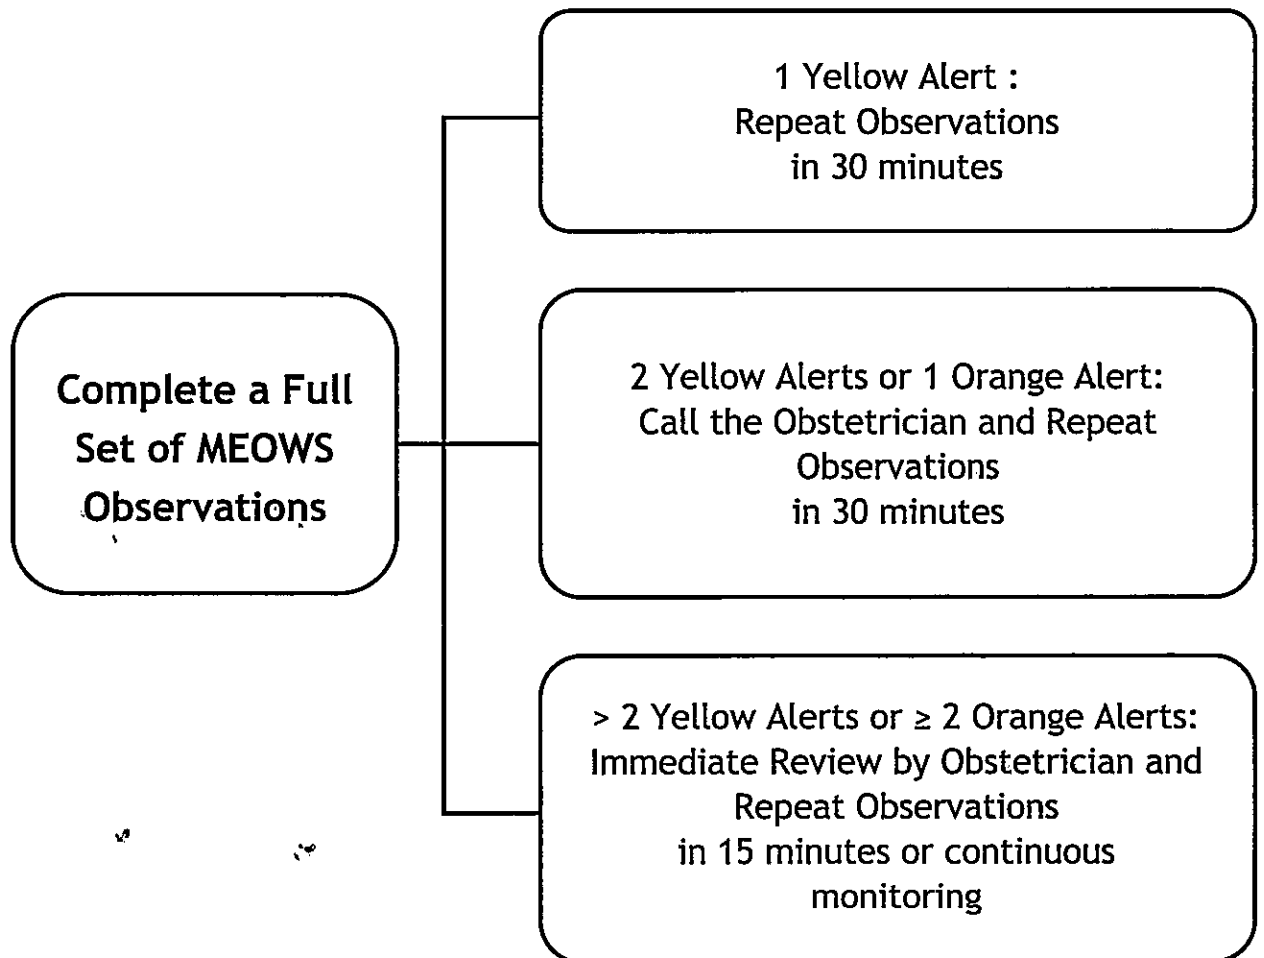 Complete a Full
Set of MEOWS
Observations
1 Yellow Alert :
Repeat Observations
in 30 minutes
2 Yellow Alerts or 1 Orange Alert:
Call the Obstetrician and Repeat
Observations
in 30 minutes
> 2 Yellow Alerts or ≥ 2 Orange Alerts:
Immediate Review by Obstetrician and
Repeat Observations
in 15 minutes or continuous
monitoring